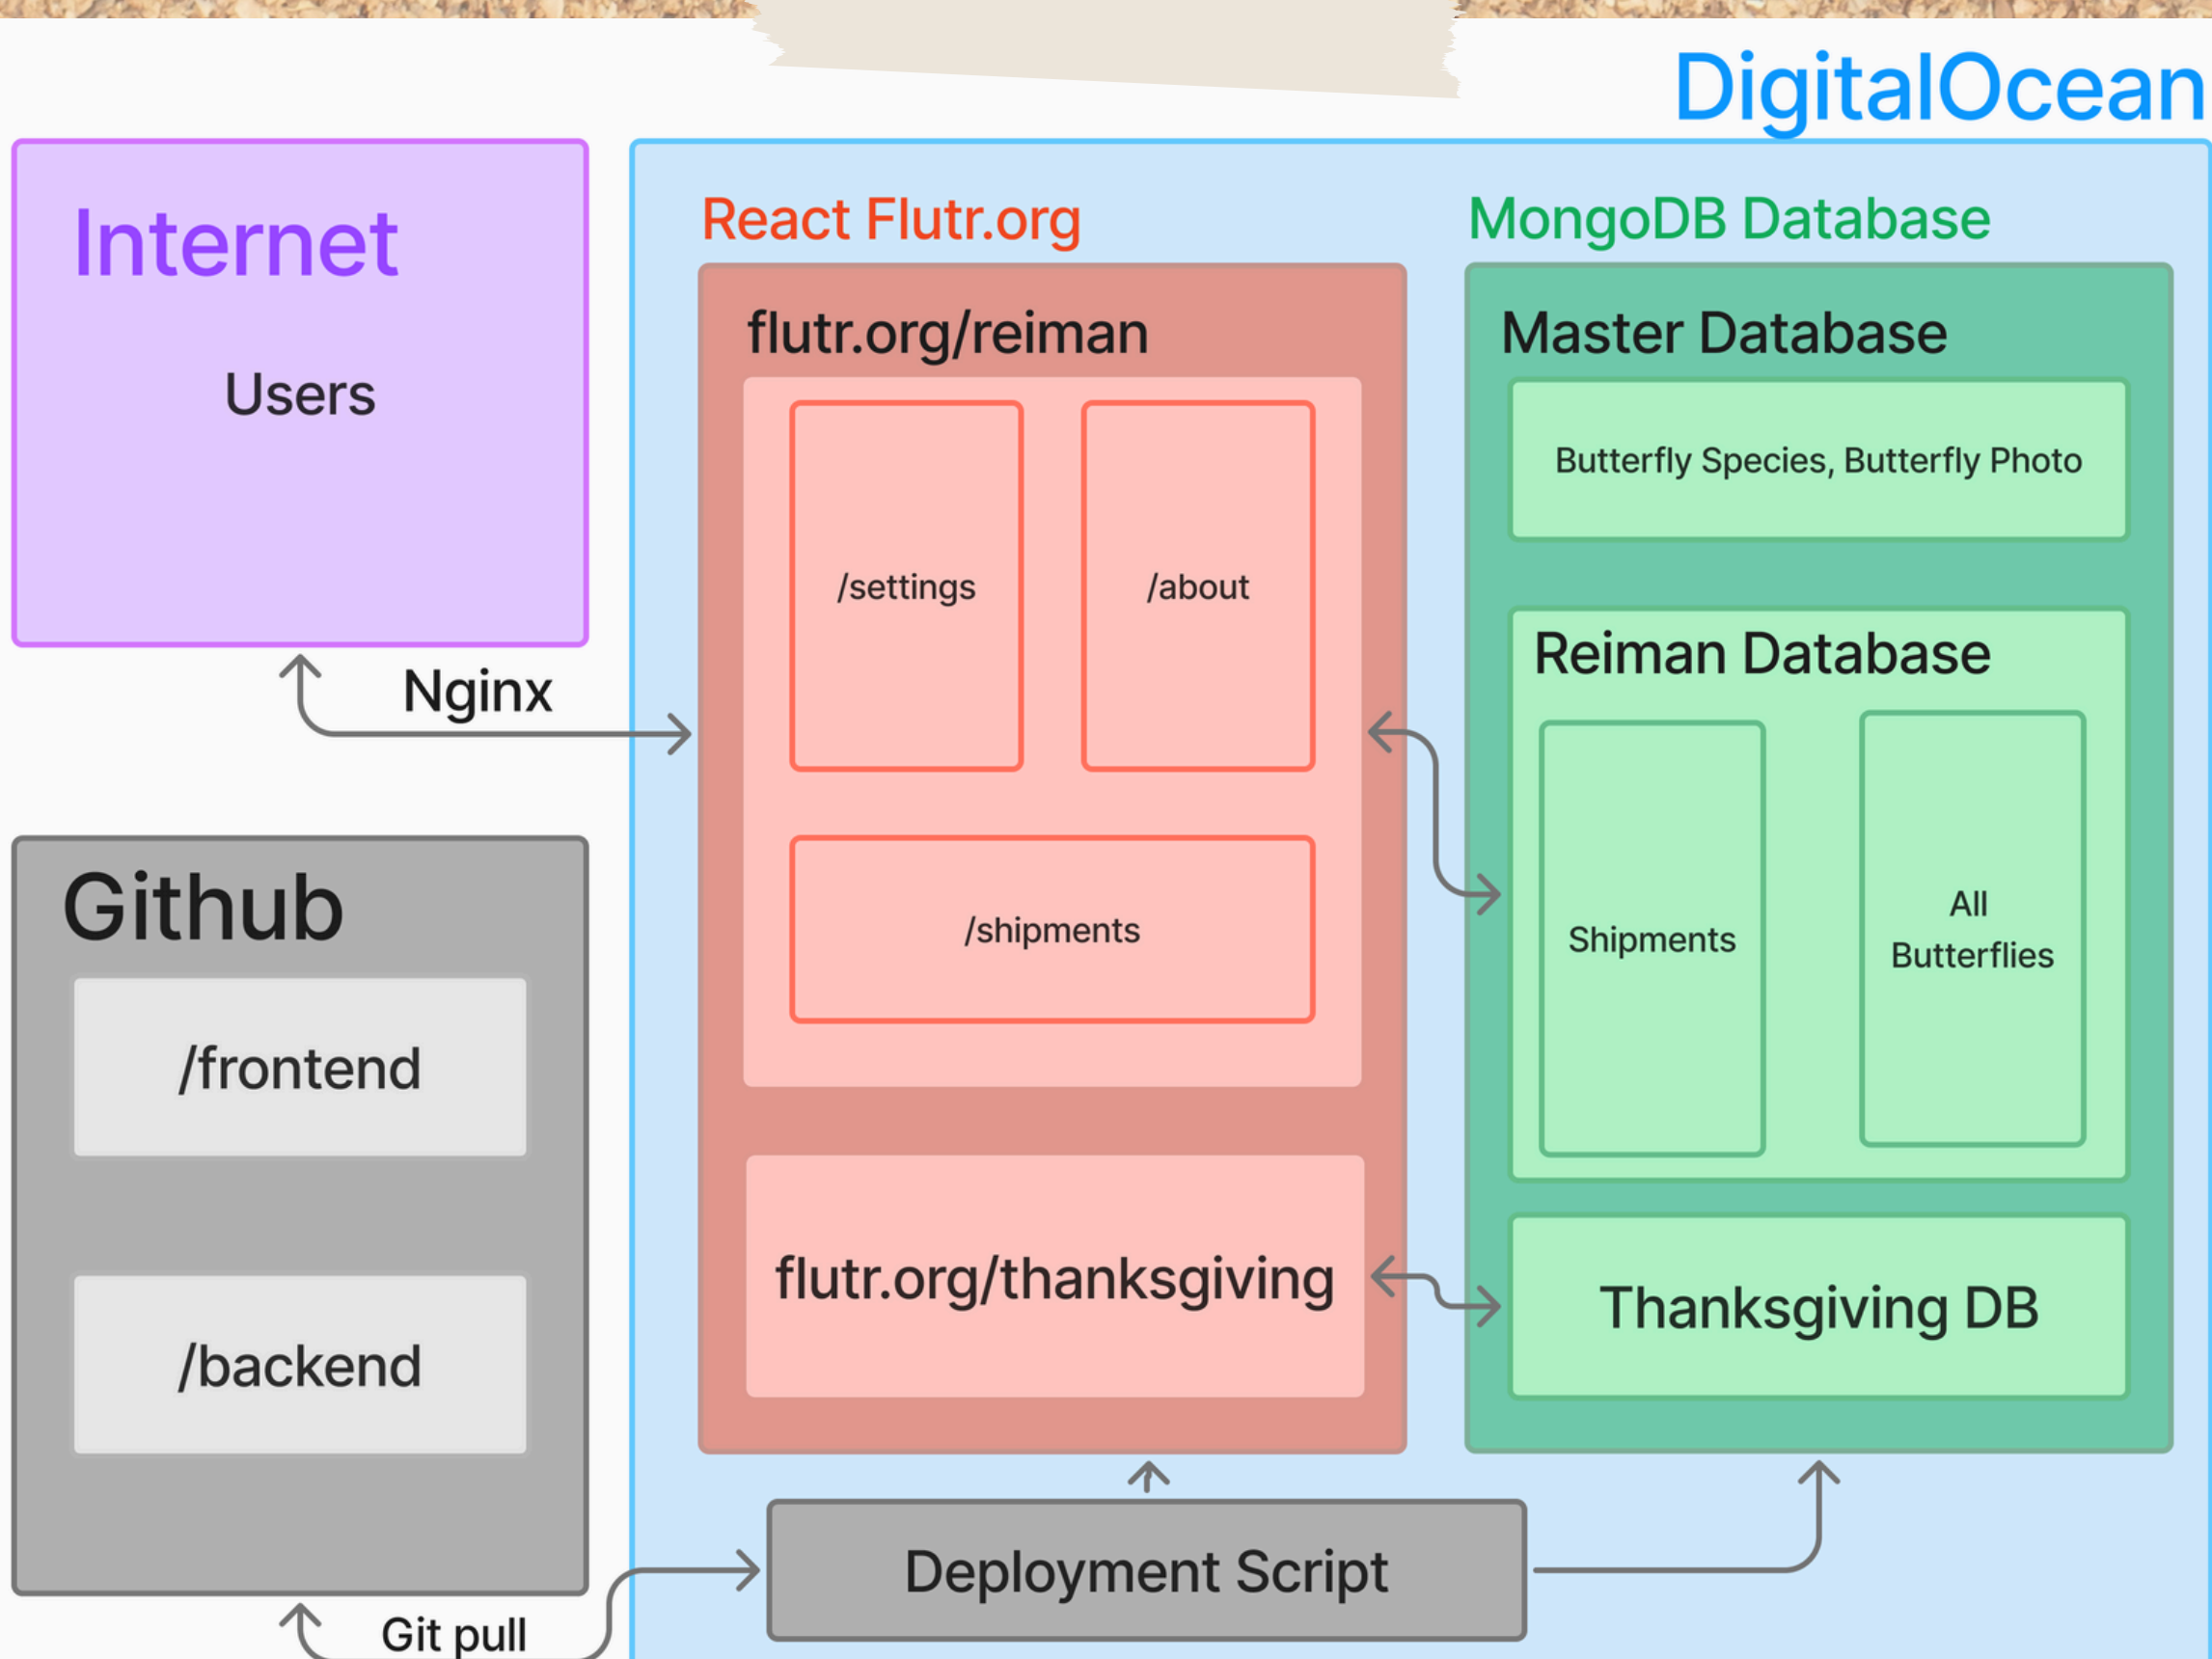 DigitalOcean
Internet
Users
Nginx
Github
/frontend
/backend
Git pull
React Flutr.org
flutr.org/reiman
/settings
/about
/shipments
flutr.org/thanksgiving
MongoDB Database
Master Database
Butterfly Species, Butterfly Photo
Reiman Database
Shipments
All
Butterflies
Thanksgiving DB
Deployment Script